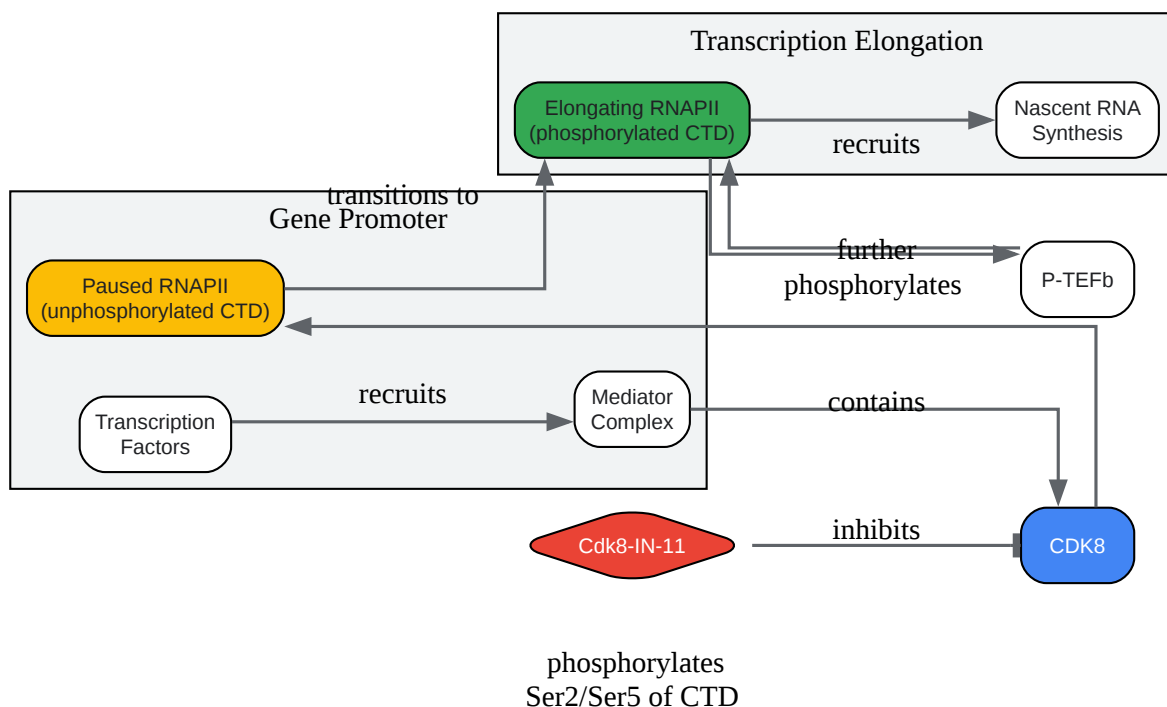 Transcription Elongation
Elongating RNAPII
(phosphorylated CTD)
Nascent RNA
Synthesis
recruits
transitions to
Gene Promoter
further
phosphorylates
P-TEFb
Paused RNAPII
(unphosphorylated CTD)
recruits
Mediator
Complex
contains
Transcription
Factors
inhibits
Cdk8-IN-11
CDK8
phosphorylates
Ser2/Ser5 of CTD